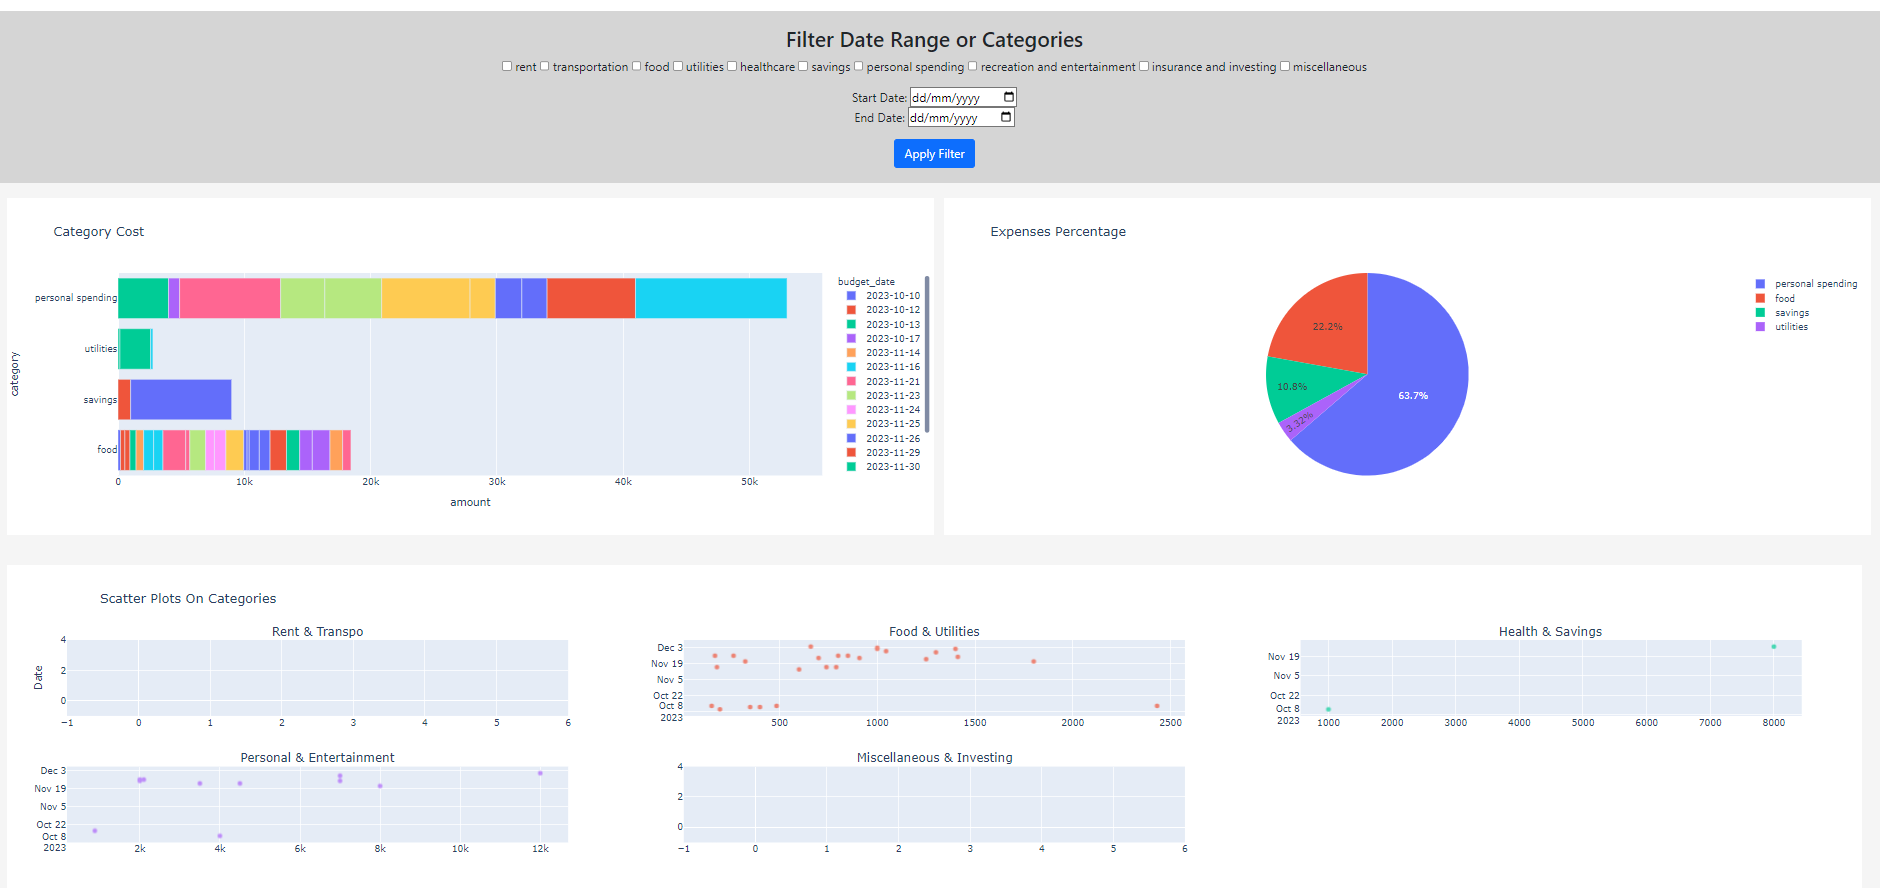 Filter Date Range or Categories
rent transportation food utilities healthcare savings personal spending recreation and entertainment insurance and investing miscellaneous
Start Date: dd/mm/yyyy
End Date: dd/mm/yyyy
Apply Filter
Category Cost
category
personal spending
utilities
savings
food
0 10k 20k 30k 40k 50k
amount
budget_date
2023-10-10
2023-10-12
2023-10-13
2023-10-17
2023-11-14
2023-11-16
2023-11-21
2023-11-23
2023-11-24
2023-11-25
2023-11-26
2023-11-29
2023-11-30
Expenses Percentage
22.2%
10.8%
3.32%
63.7%
personal spending
food
savings
utilities
Scatter Plots On Categories
Rent & Transpo
Date
4
2
0
−1 0 1 2 3 4 5 6
Food & Utilities
Dec 3
Nov 19
Nov 5
Oct 22
Oct 8
2023
500 1000 1500 2000 2500
Health & Savings
Nov 19
Nov 5
Oct 22
Oct 8
2023
1000 2000 3000 4000 5000 6000 7000 8000
Personal & Entertainment
Dec 3
Nov 19
Nov 5
Oct 22
Oct 8
2023
2k 4k 6k 8k 10k 12k
Miscellaneous & Investing
4
2
0
−1 0 1 2 3 4 5 6